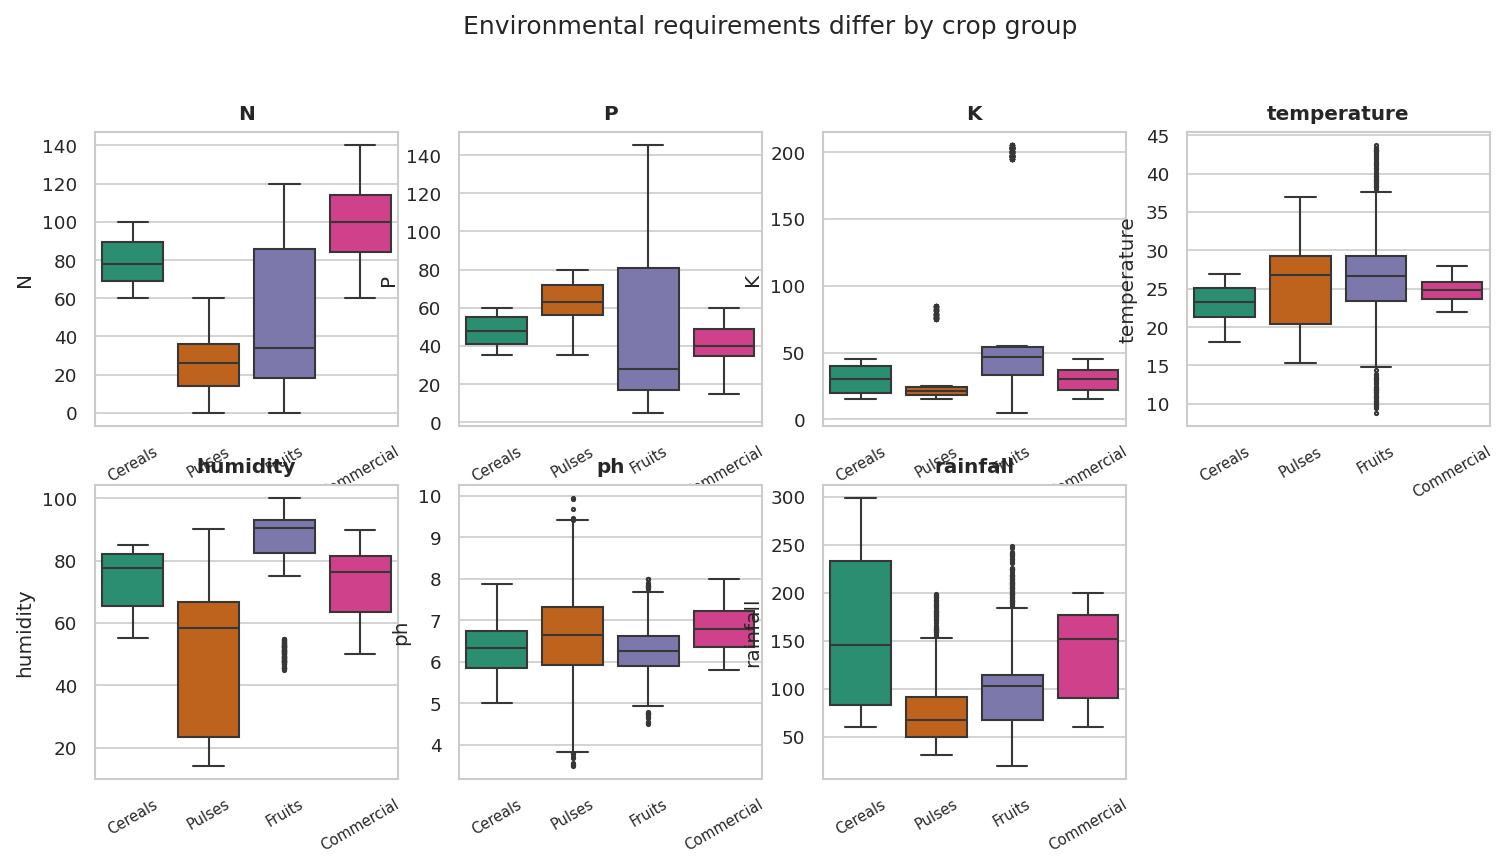 Environmental requirements differ by crop group
N
N
140
120
100
80
60
40
20
0
Cereals
Pulses
Fruits
P
P
140
120
100
80
60
40
20
0
Cereals
Pulses
Fruits
K
K
200
150
100
50
0
Cereals
Pulses
Fruits
temperature
temperature
45
40
35
30
25
20
15
10
Cereals
Pulses
Fruits
Commercial
humidity
humidity
100
80
60
40
20
Cereals
Pulses
Fruits
Commercial
ph
ph
10
9
8
7
6
5
4
Cereals
Pulses
Fruits
Commercial
rainfall
rainfall
300
250
200
150
100
50
Cereals
Pulses
Fruits
Commercial